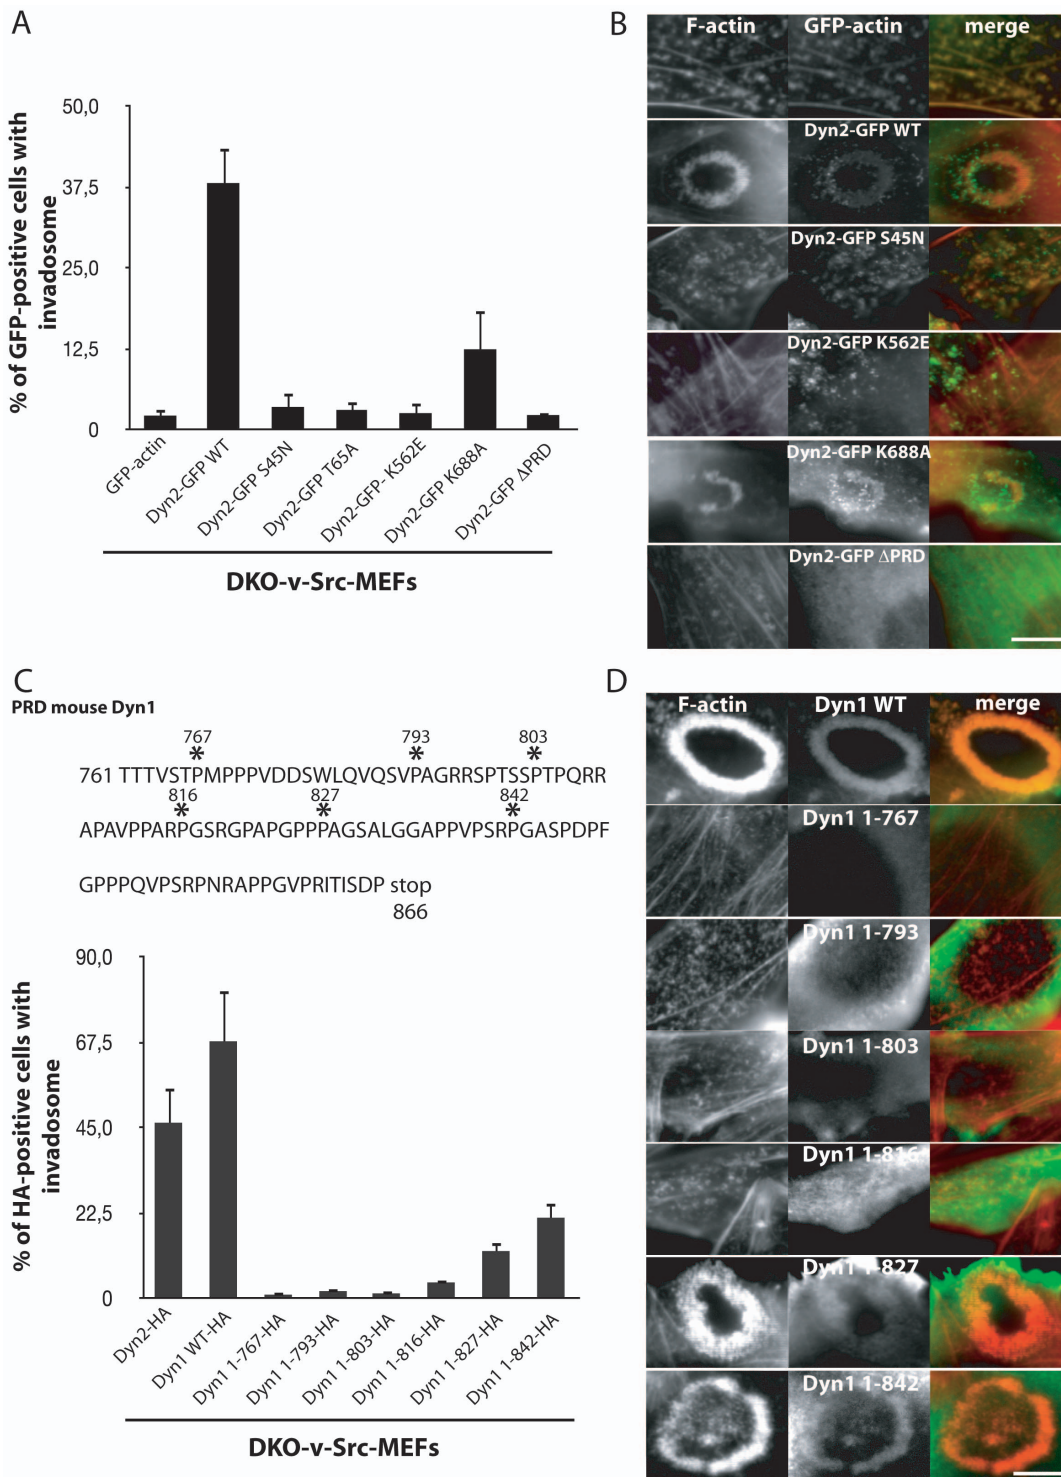 A
50,0
37,5
25,0
12,5
0
% of GFP-positive cells with
invadosome
GFP-actin
Dyn2-GFP WT
Dyn2-GFP S45N
Dyn2-GFP T65A
Dyn2-GFP- K562E
Dyn2-GFP K688A
Dyn2-GFP ΔPRD
DKO-v-Src-MEFs
B
F-actin GFP-actin merge
Dyn2-GFP WT
Dyn2-GFP S45N
Dyn2-GFP K562E
Dyn2-GFP K688A
Dyn2-GFP ΔPRD
C
PRD mouse Dyn1
767 793 803
* * *
761 TTTVSTPMPPPVDDSWLQVQSVPAGRRSPTSSPTPQRR
816 827 842
* * *
APAVPPARPGSRGPAPGPPPAGSALGGAPPVPSRPGASPDPF
GPPPQVPSRPNRAPPGVPRITISDP stop
866
90,0
67,5
45,0
22,5
0
% of HA-positive cells with
invadosome
Dyn2-HA
Dyn1 WT-HA
Dyn1 1-767-HA
Dyn1 1-793-HA
Dyn1 1-803-HA
Dyn1 1-816-HA
Dyn1 1-827-HA
Dyn1 1-842-HA
DKO-v-Src-MEFs
D
F-actin Dyn1 WT merge
Dyn1 1-767
Dyn1 1-793
Dyn1 1-803
Dyn1 1-816
Dyn1 1-827
Dyn1 1-842